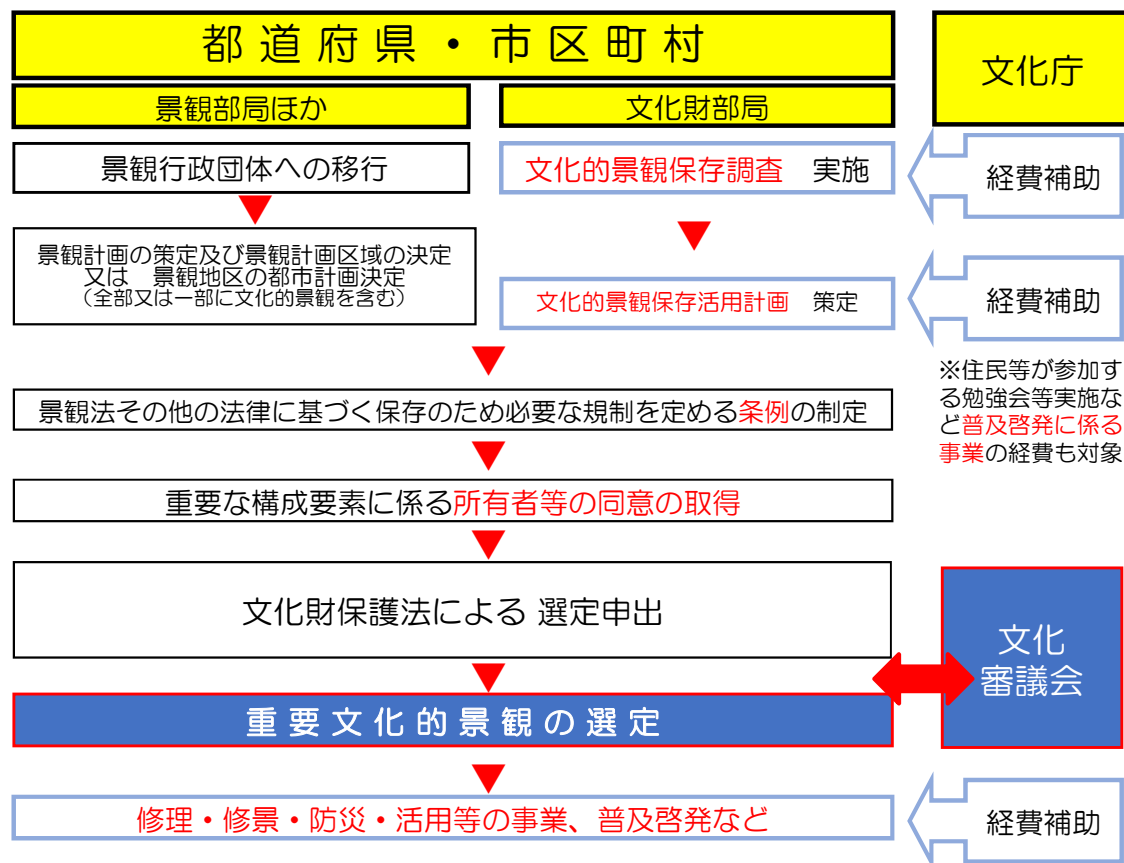 都道府県・市区町村
文化庁
景観部局ほか
文化財部局
景観行政団体への移行
文化的景観保存調査 実施
経費補助
景観計画の策定及び景観計画区域の決定
又は 景観地区の都市計画決定
(全部又は一部に文化的景観を含む)
文化的景観保存活用計画 策定
経費補助
※住民等が参加す
る勉強会等実施な
ど普及啓発に係る
事業の経費も対象
景観法その他の法律に基づく保存のため必要な規制を定める条例の制定
重要な構成要素に係る所有者等の同意の取得
文化財保護法による 選定申出
文化
審議会
重要文化的景観の選定
修理・修景・防災・活用等の事業、普及啓発など
経費補助